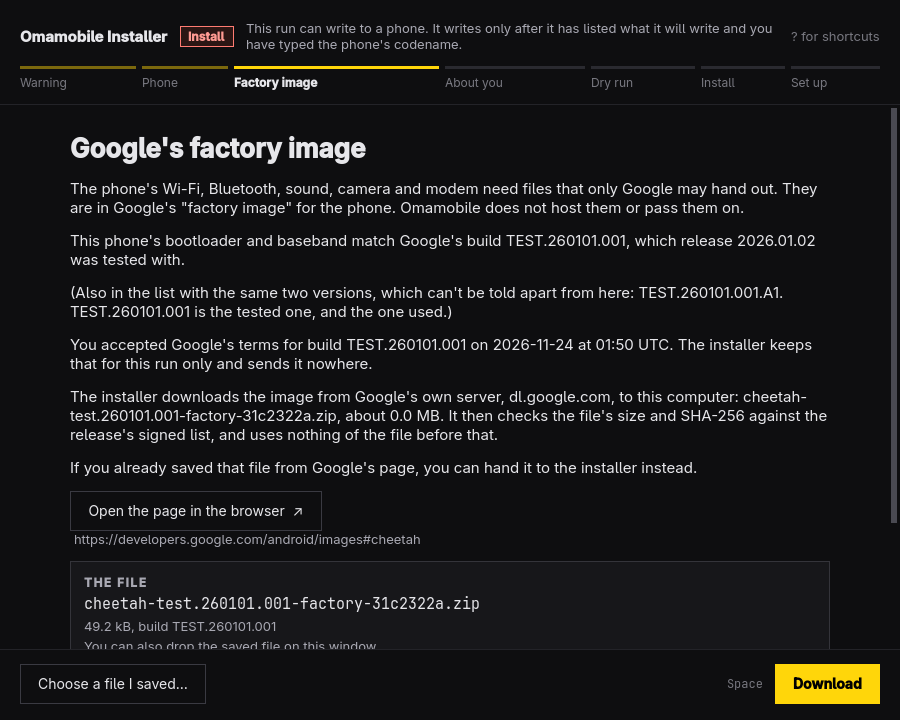 Omamobile Installer
Install
This run can write to a phone. It writes only after it has listed what it will write and you
have typed the phone's codename.
? for shortcuts
Warning
Phone
Factory image
About you
Dry run
Install
Set up
Google's factory image
The phone's Wi-Fi, Bluetooth, sound, camera and modem need files that only Google may hand out. They
are in Google's "factory image" for the phone. Omamobile does not host them or pass them on.
This phone's bootloader and baseband match Google's build TEST.260101.001, which release 2026.01.02
was tested with.
(Also in the list with the same two versions, which can't be told apart from here: TEST.260101.001.A1.
TEST.260101.001 is the tested one, and the one used.)
You accepted Google's terms for build TEST.260101.001 on 2026-11-24 at 01:50 UTC. The installer keeps
that for this run only and sends it nowhere.
The installer downloads the image from Google's own server, dl.google.com, to this computer: cheetah-
test.260101.001-factory-31c2322a.zip, about 0.0 MB. It then checks the file's size and SHA-256 against the
release's signed list, and uses nothing of the file before that.
If you already saved that file from Google's page, you can hand it to the installer instead.
Open the page in the browser ↗
https://developers.google.com/android/images#cheetah
THE FILE
cheetah-test.260101.001-factory-31c2322a.zip
49.2 kB, build TEST.260101.001
You can also drop the saved file on this window
Choose a file I saved...
Space
Download